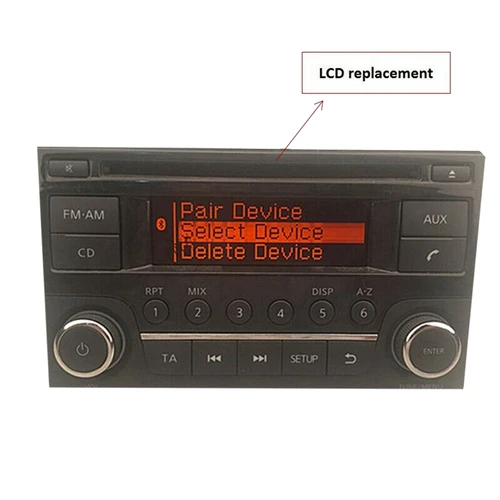 LCD replacement
FM·AM
CD
Pair Device
Select Device
Delete Device
AUX
RPT MIX DISP A-Z
1 2 3 4 5 6
TA SETUP ENTER